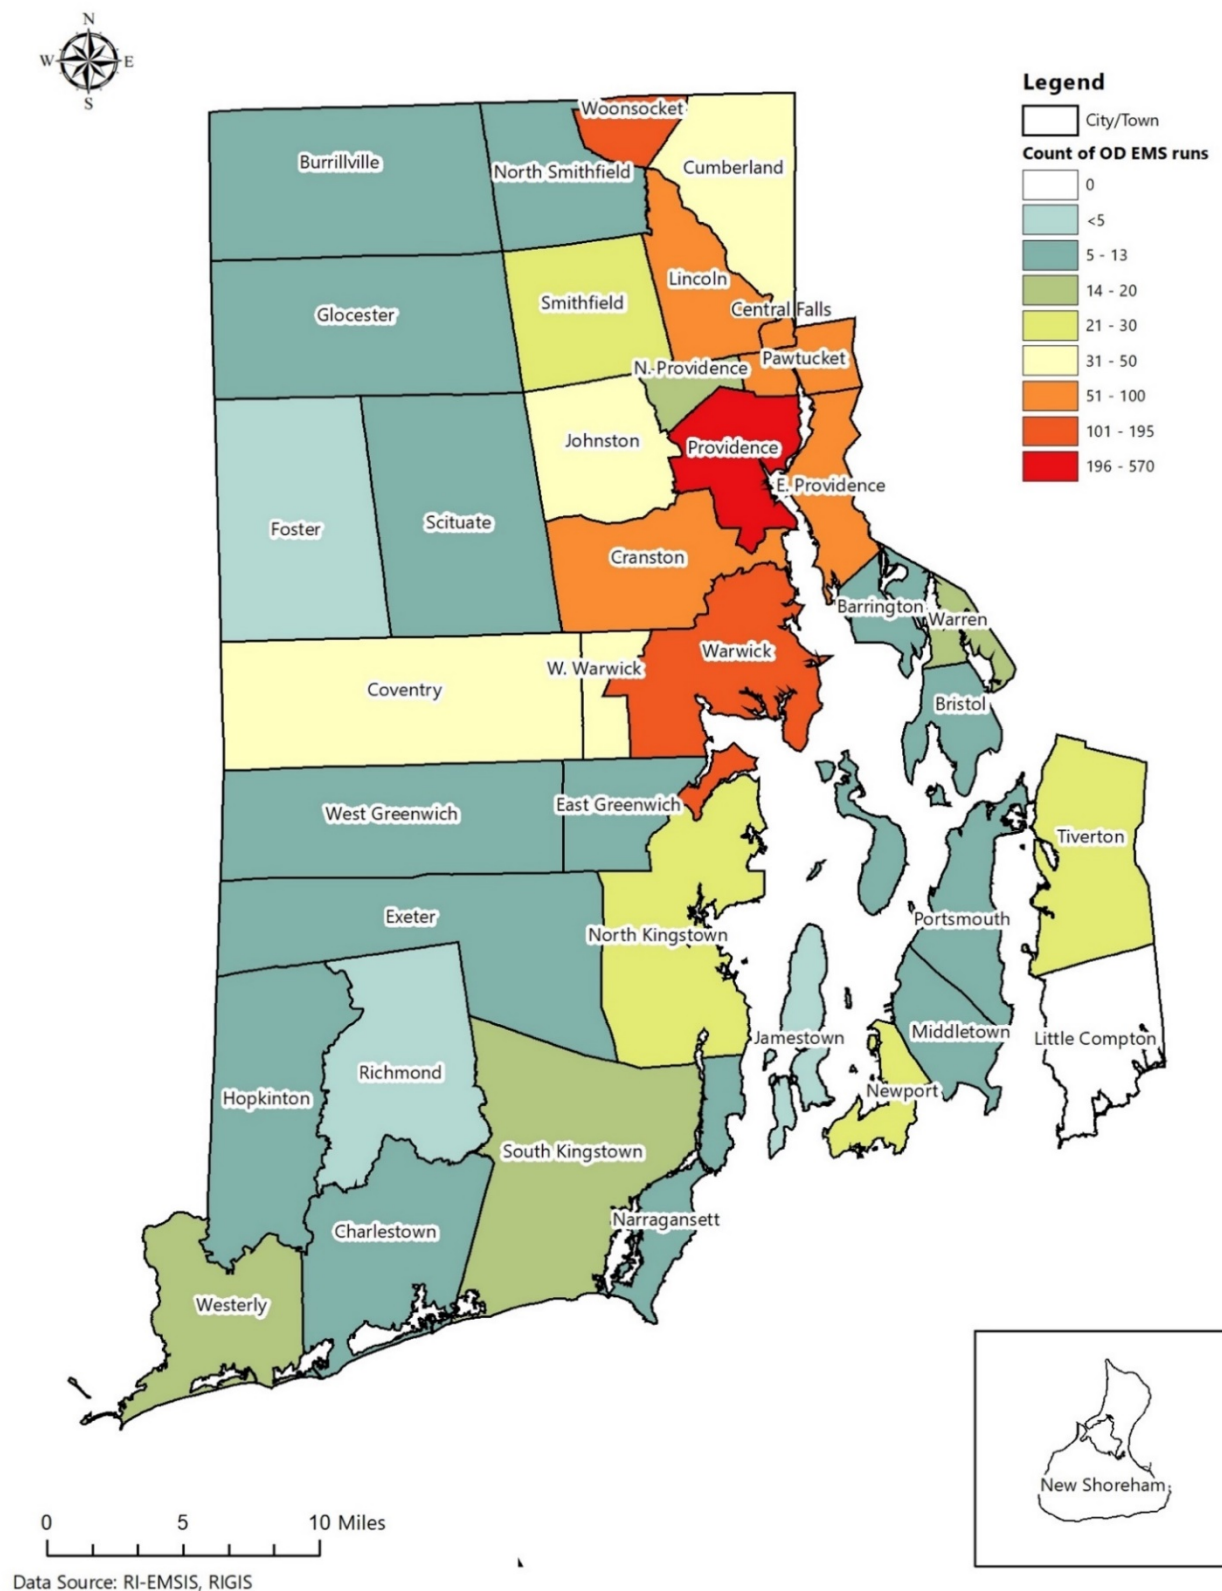 N
W E
S
Legend
City/Town
Count of OD EMS runs
0
<5
5 - 13
14 - 20
21 - 30
31 - 50
51 - 100
101 - 195
196 - 570
Woonsocket
Burrillville
North Smithfield
Cumberland
Lincoln
Smithfield
Central Falls
Glocester
Pawtucket
N. Providence
Johnston
Providence
E. Providence
Foster
Scituate
Cranston
Barrington
Warren
Warwick
W. Warwick
Coventry
Bristol
East Greenwich
West Greenwich
Tiverton
Exeter
Portsmouth
North Kingstown
Middletown
Jamestown
Little Compton
Richmond
Newport
Hopkinton
South Kingstown
Narragansett
Charlestown
Westerly
New Shoreham
0 5 10 Miles
Data Source: RI-EMSIS, RIGIS